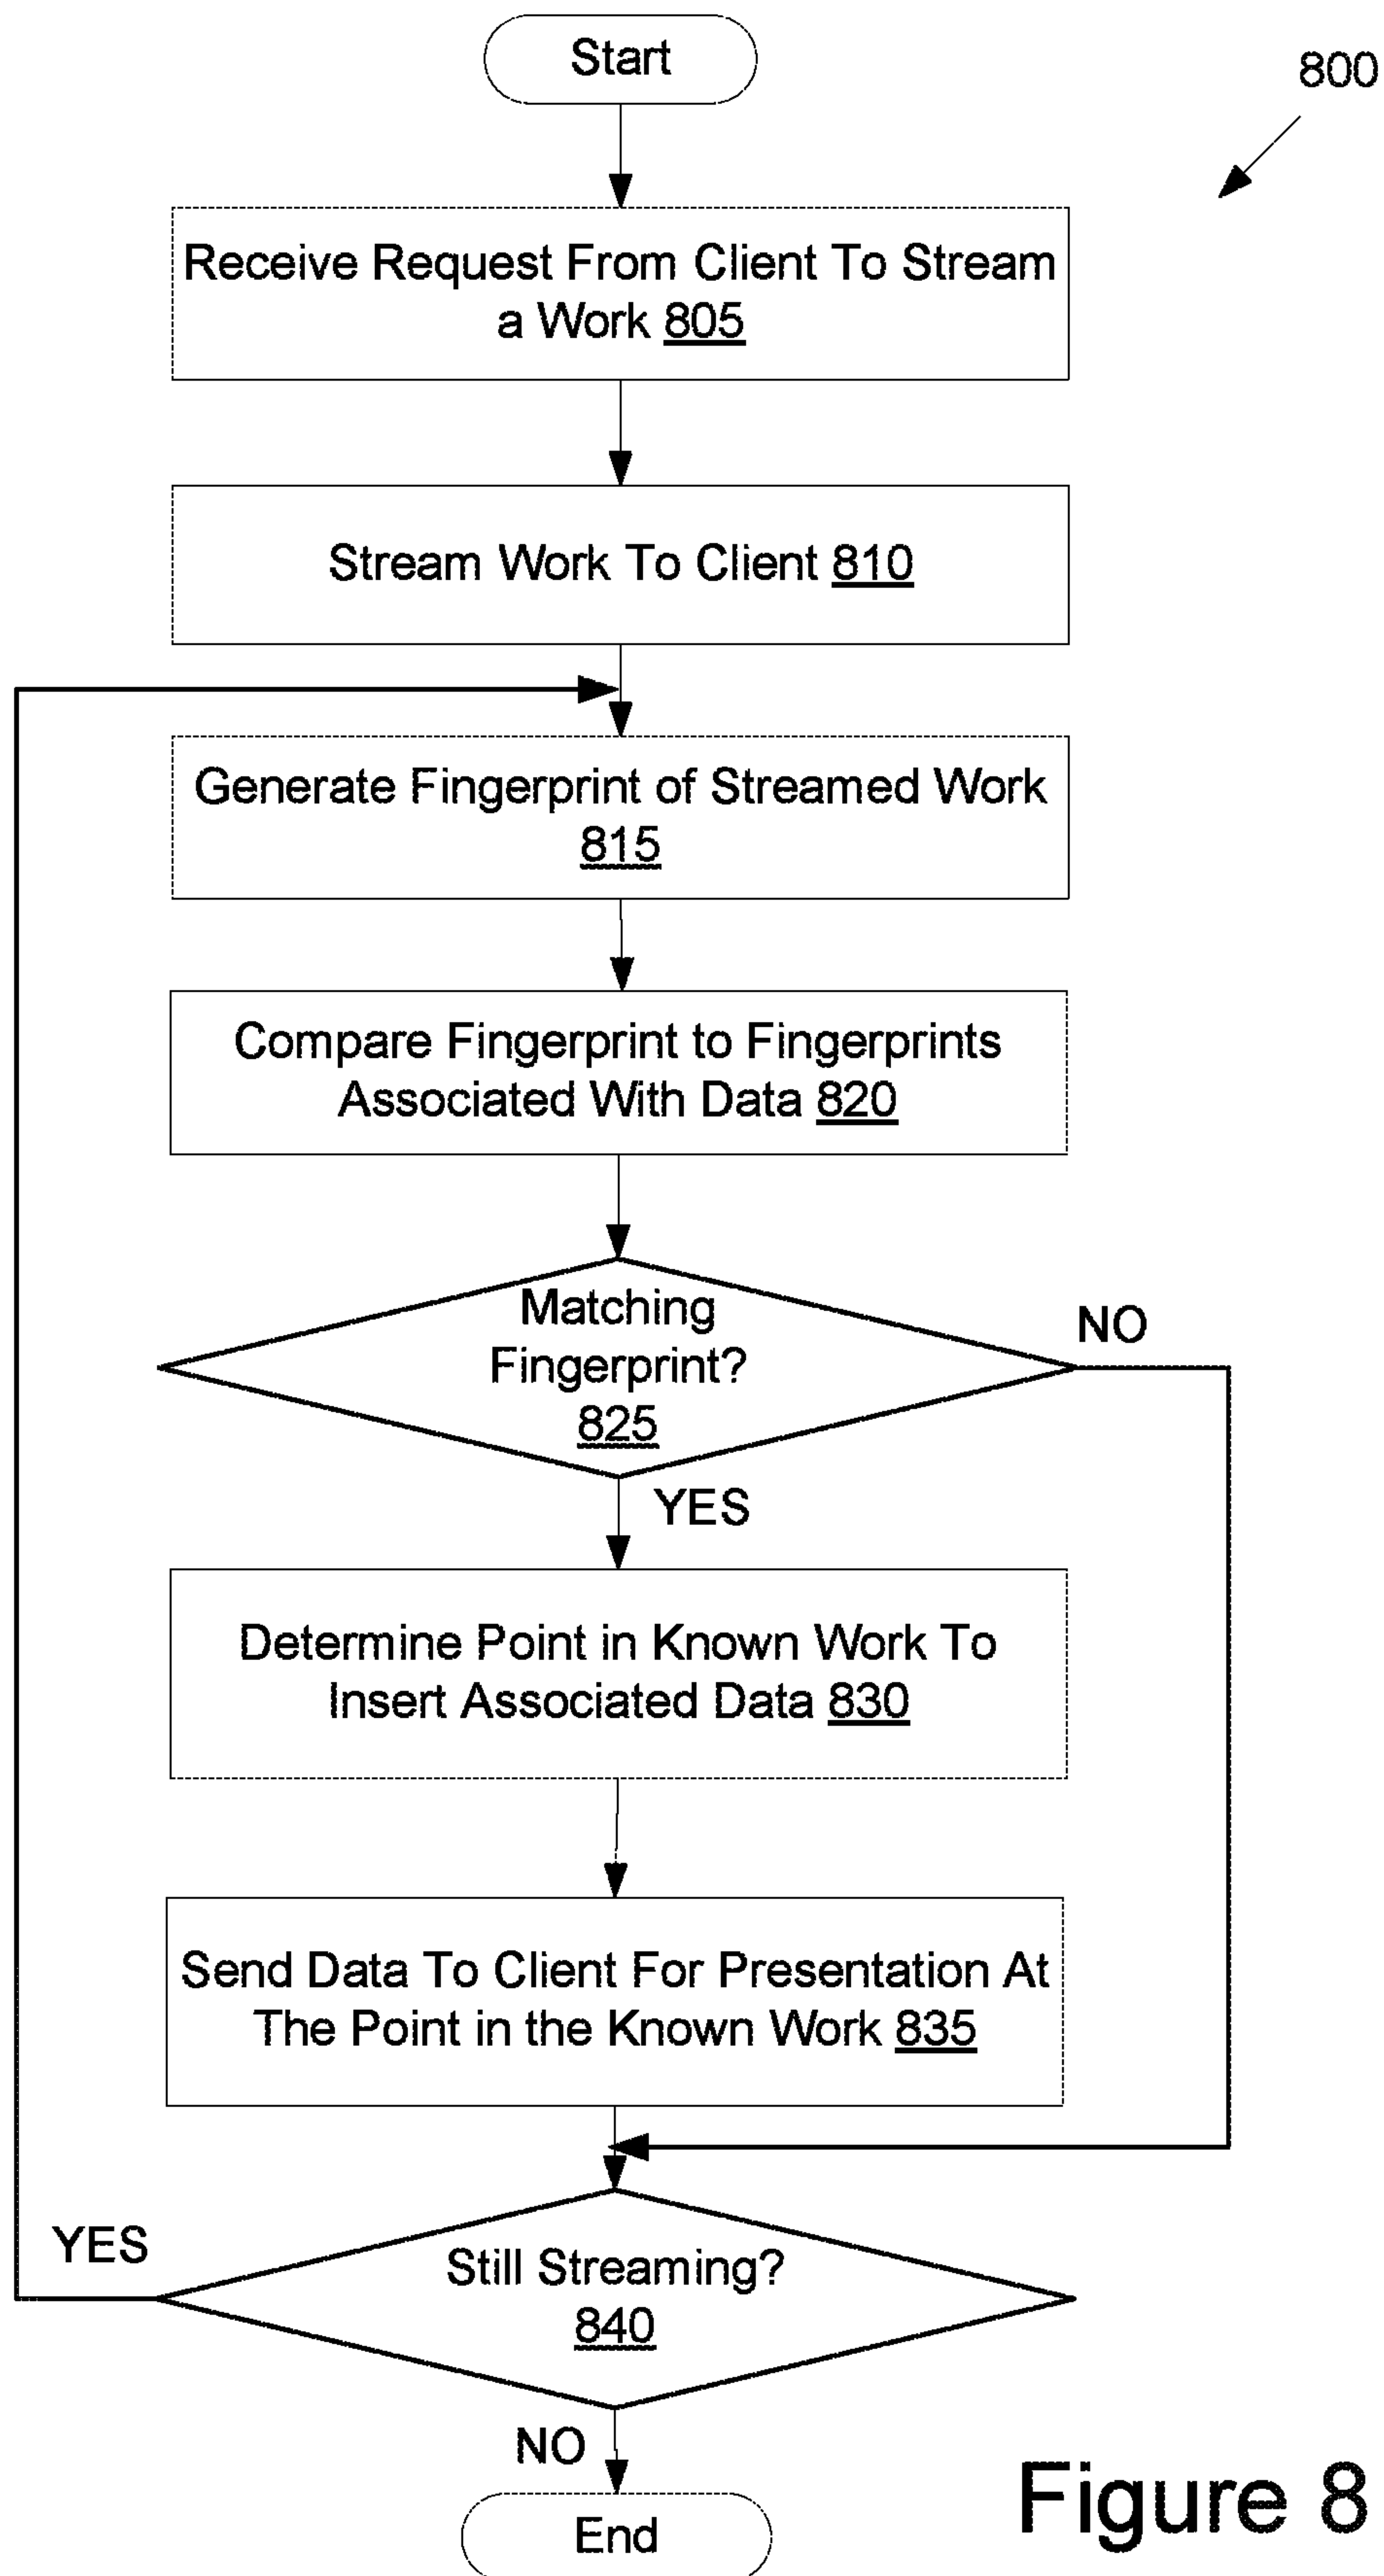 Start
800
Receive Request From Client To Stream
a Work 805
Stream Work To Client 810
Generate Fingerprint of Streamed Work
815
Compare Fingerprint to Fingerprints
Associated With Data 820
Matching
Fingerprint?
825
NO
YES
Determine Point in Known Work To
Insert Associated Data 830
Send Data To Client For Presentation At
The Point in the Known Work 835
YES
Still Streaming?
840
NO
End
Figure 8